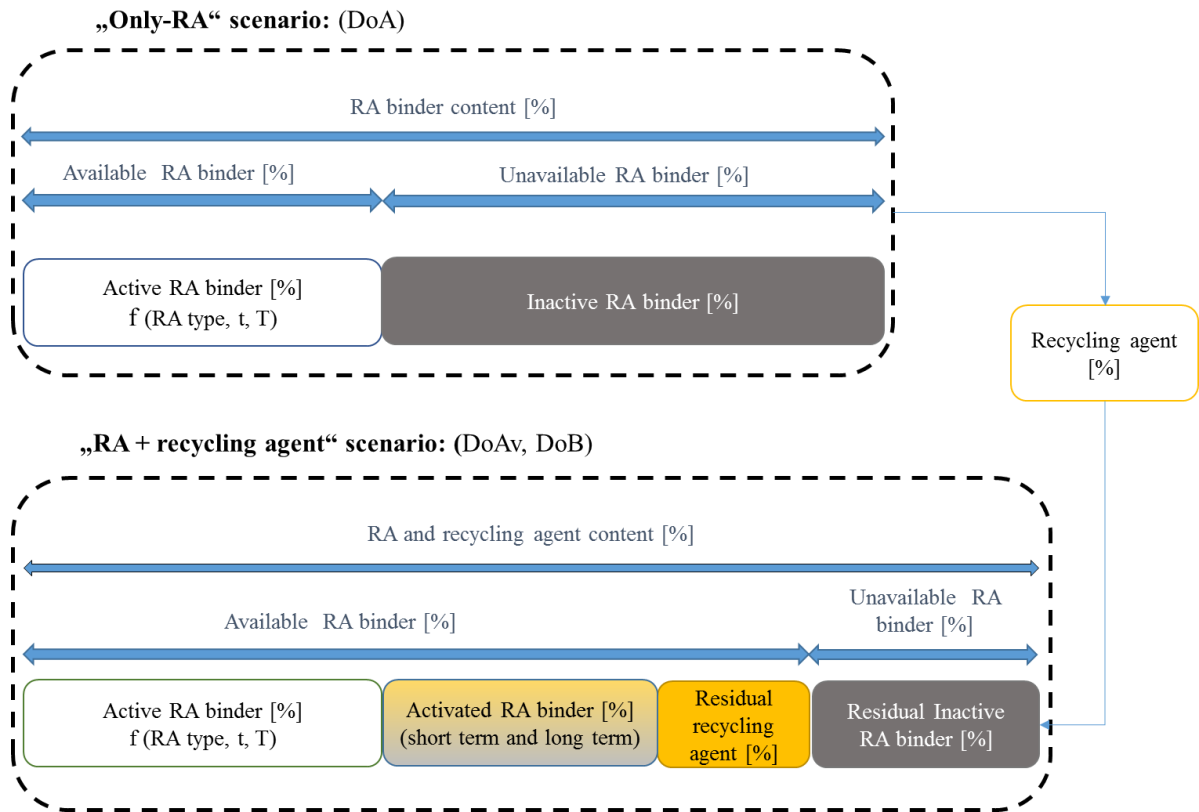 „Only-RA“ scenario: (DoA)
RA binder content [%]
Available RA binder [%]
Unavailable RA binder [%]
Active RA binder [%]
f (RA type, t, T)
Inactive RA binder [%]
Recycling agent
[%]
„RA + recycling agent“ scenario: (DoAv, DoB)
RA and recycling agent content [%]
Available RA binder [%]
Unavailable RA
binder [%]
Active RA binder [%]
f (RA type, t, T)
Activated RA binder [%]
(short term and long term)
Residual
recycling
agent [%]
Residual Inactive
RA binder [%]